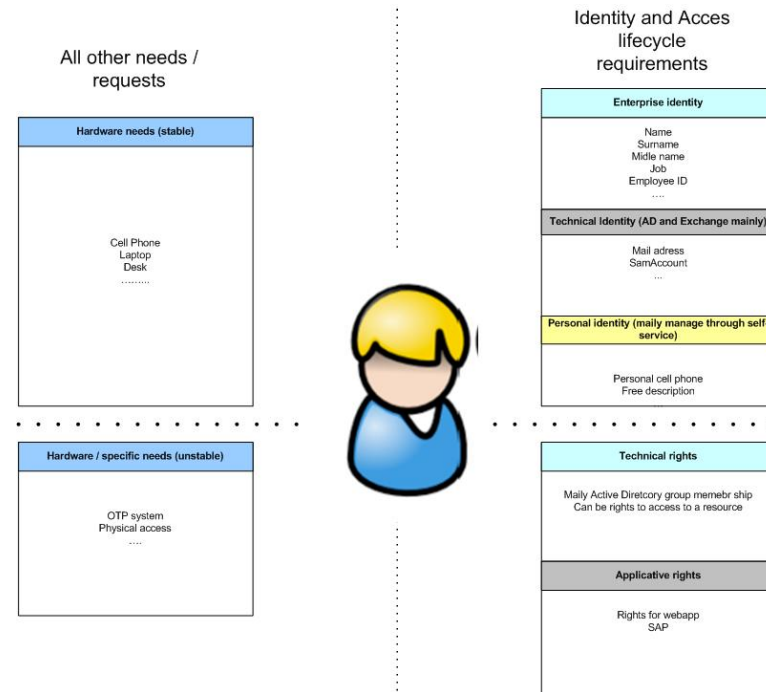 All other needs /
requests
Hardware needs (stable)
Cell Phone
Laptop
Desk
.........
Hardware / specific needs (unstable)
OTP system
Physical access
....
Identity and Acces
lifecycle
requirements
Enterprise identity
Name
Surname
Midle name
Job
Employee ID
....
Technical Identity (AD and Exchange mainly)
Mail adress
SamAccount
...
Personal identity (maily manage through self-
service)
Personal cell phone
Free description
...
Technical rights
Maily Active Diretcory group memebr ship
Can be rights to access to a resource
Applicative rights
Rights for webapp
SAP